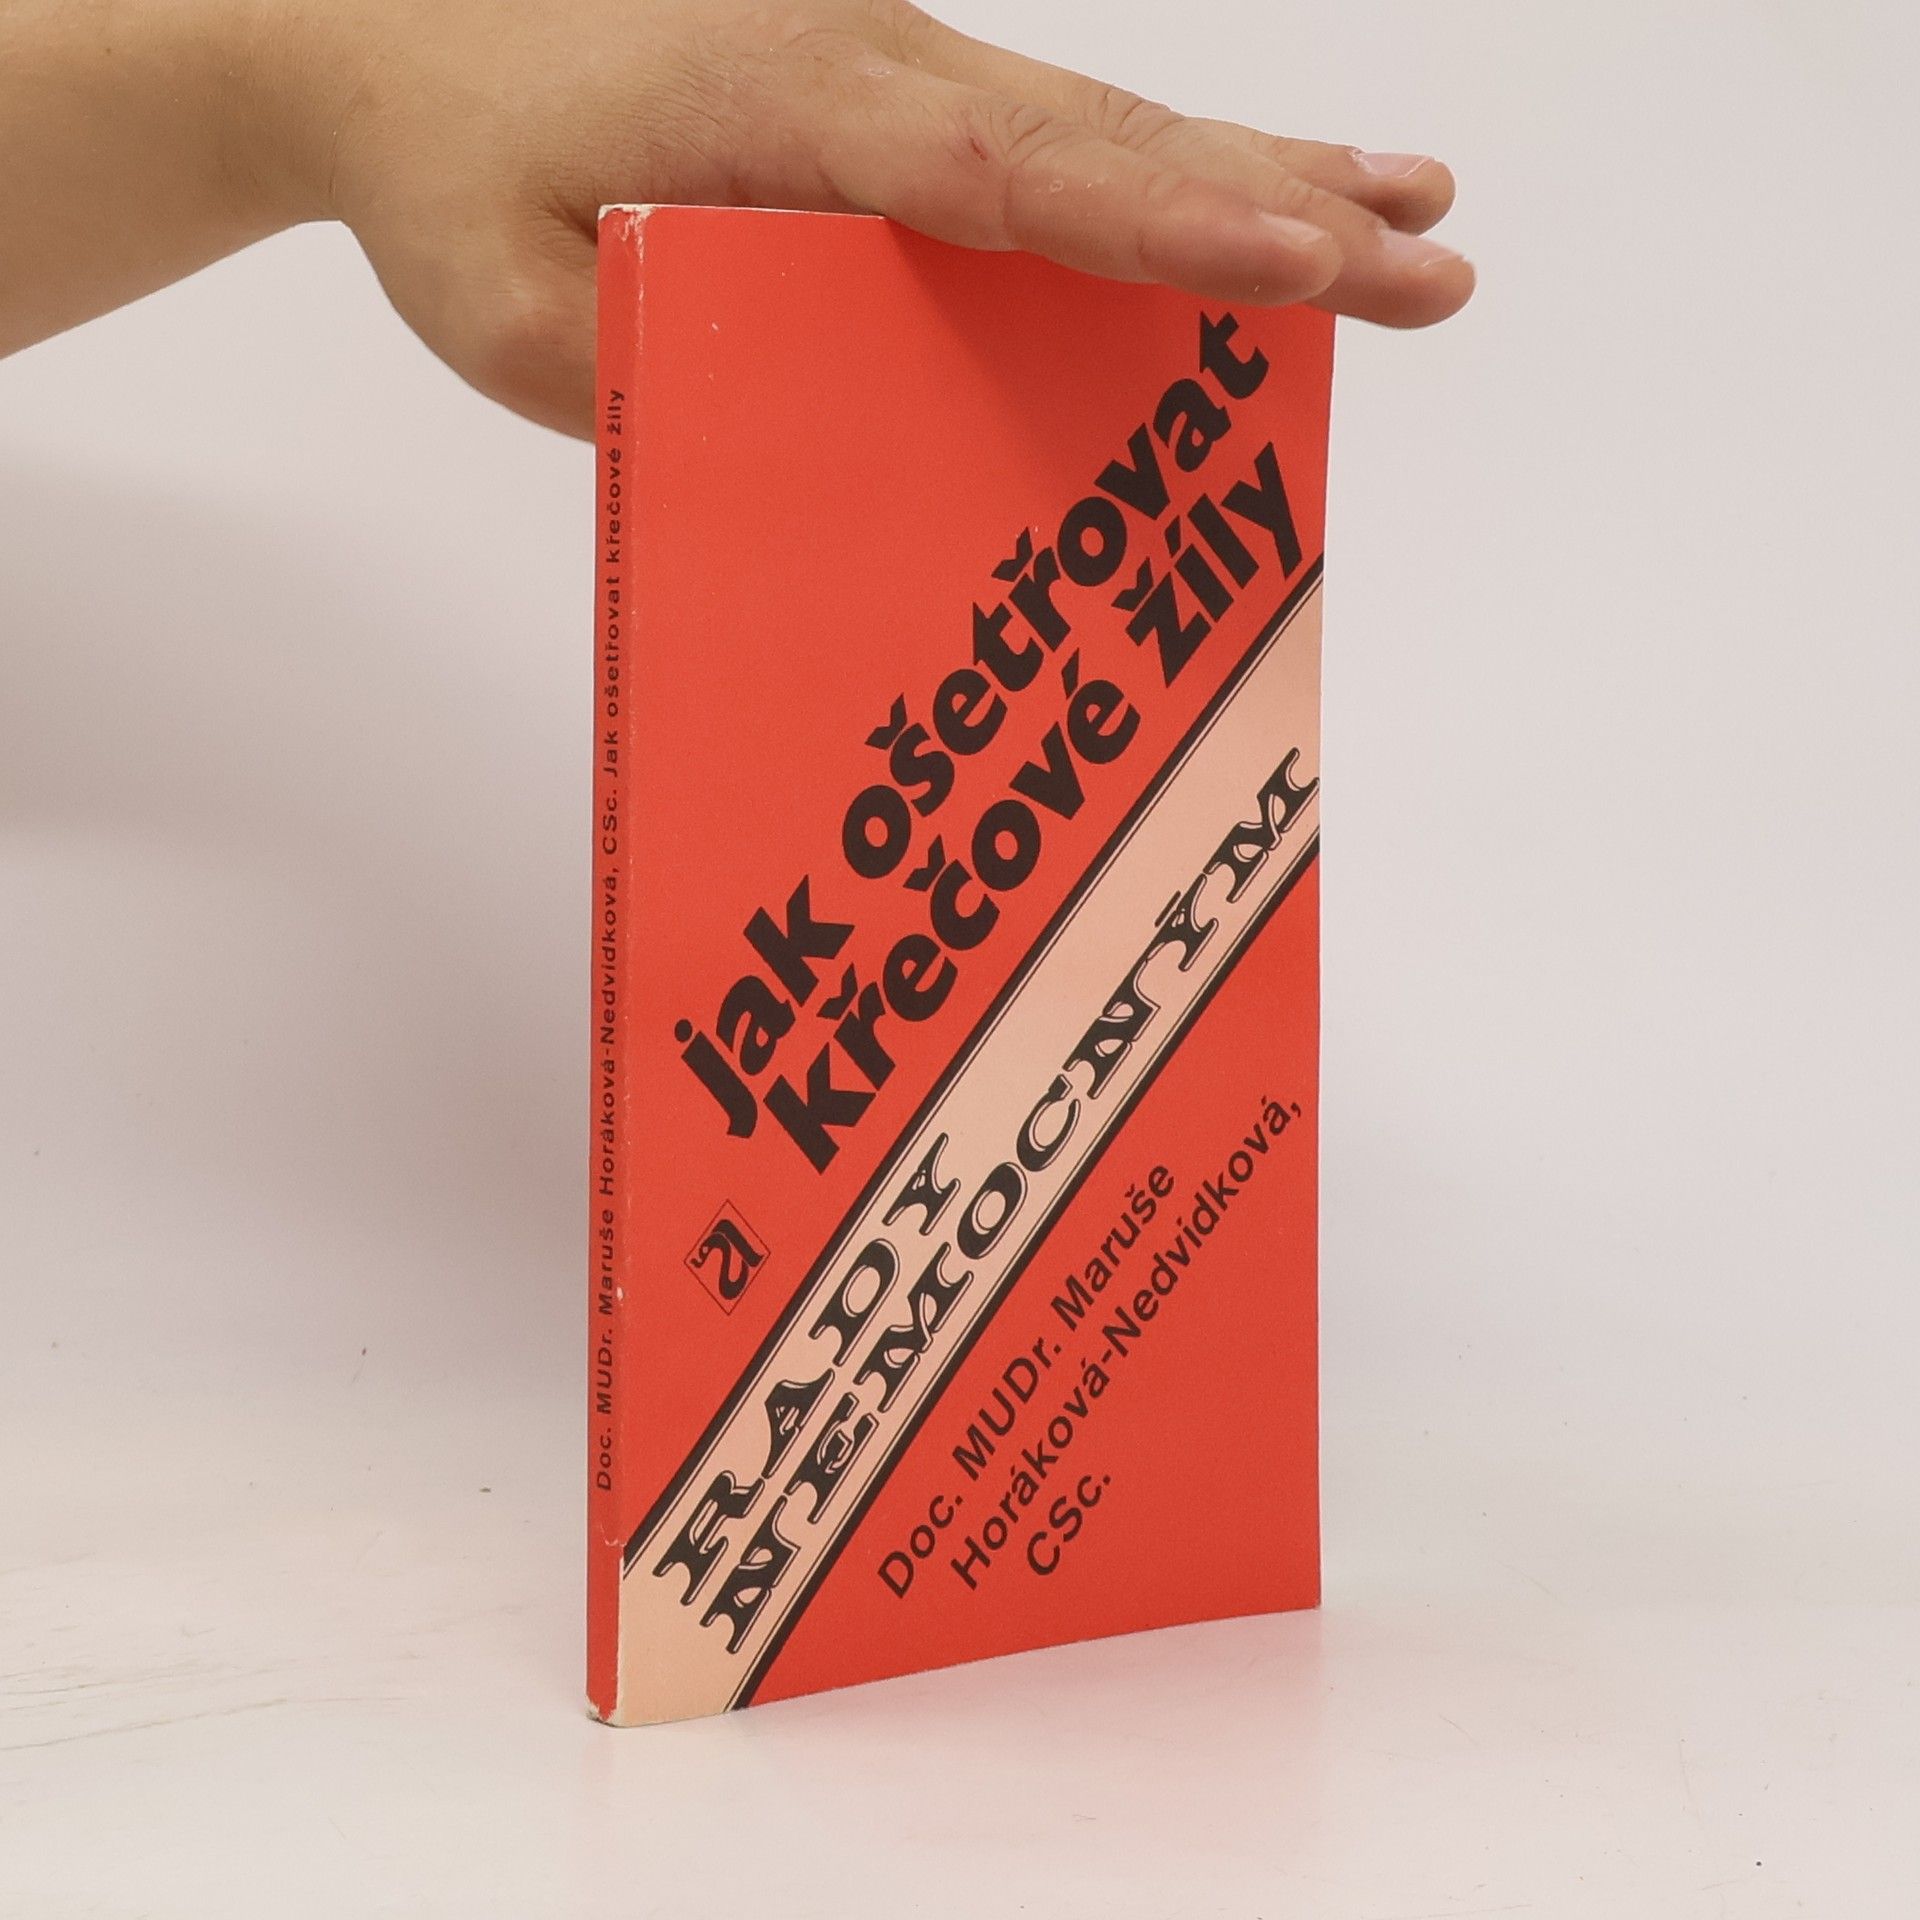 Doc. MUDr. Maruše Horáková-Nedvídková, CSc. Jak ošetřovat křečové žíly
jak ošetřovat
křečové žíly
RADY
NEMOCNÝM
Doc. MUDr. Maruše
Horáková-Nedvídková,
CSc.